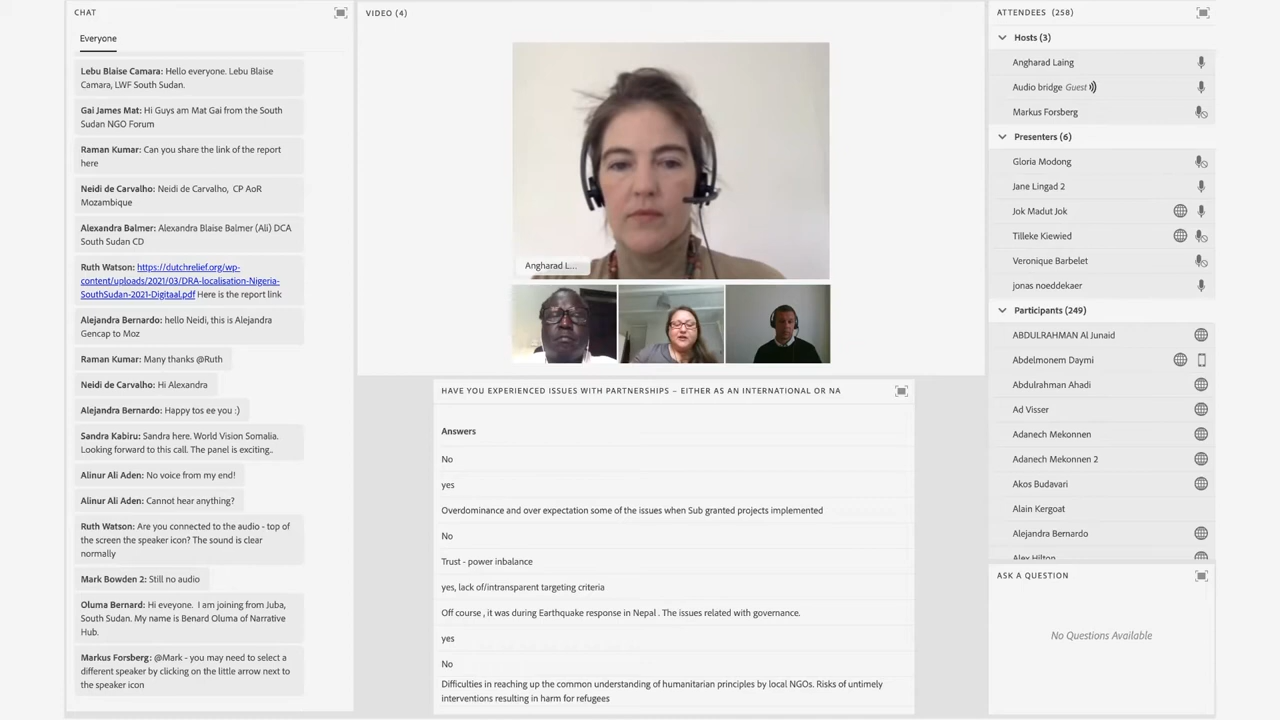 CHAT
Everyone
Lebu Blaise Camara: Hello everyone. Lebu Blaise
Camara, LWF South Sudan.
Gai James Mat: Hi Guys am Mat Gai from the South
Sudan NGO Forum
Raman Kumar: Can you share the link of the report
here
Neidi de Carvalho: Neidi de Carvalho, CP AoR
Mozambique
Alexandra Balmer: Alexandra Blaise Balmer (Ali) DCA
South Sudan CD
Ruth Watson: https://dutchrelief.org/wp-
content/uploads/2021/03/DRA-localisation-Nigeria-
SouthSudan-2021-Digitaal.pdf Here is the report link
Alejandra Bernardo: hello Neidi, this is Alejandra
Gencap to Moz
Raman Kumar: Many thanks @Ruth
Neidi de Carvalho: Hi Alexandra
Alejandra Bernardo: Happy tos ee you :)
Sandra Kabiru: Sandra here. World Vision Somalia.
Looking forward to this call. The panel is exciting..
Alinur Ali Aden: No voice from my end!
Alinur Ali Aden: Cannot hear anything?
Ruth Watson: Are you connected to the audio - top of
the screen the speaker icon? The sound is clear
normally
Mark Bowden 2: Still no audio
Oluma Bernard: Hi eveyone. I am joining from Juba,
South Sudan. My name is Benard Oluma of Narrative
Hub.
Markus Forsberg: @Mark - you may need to select a
different speaker by clicking on the little arrow next to
the speaker icon
VIDEO (4)
Angharad L...
HAVE YOU EXPERIENCED ISSUES WITH PARTNERSHIPS – EITHER AS AN INTERNATIONAL OR NA
Answers
No
yes
Overdominance and over expectation some of the issues when Sub granted projects implemented
No
Trust - power inbalance
yes, lack of/intransparent targeting criteria
Off course , it was during Earthquake response in Nepal . The issues related with governance.
yes
No
Difficulties in reaching up the common understanding of humanitarian principles by local NGOs. Risks of untimely
interventions resulting in harm for refugees
ATTENDEES (258)
Hosts (3)
Angharad Laing
Audio bridge Guest
Markus Forsberg
Presenters (6)
Gloria Modong
Jane Lingad 2
Jok Madut Jok
Tilleke Kiewied
Veronique Barbelet
jonas noeddekaer
Participants (249)
ABDULRAHMAN Al Junaid
Abdelmonem Daymi
Abdulrahman Ahadi
Ad Visser
Adanech Mekonnen
Adanech Mekonnen 2
Akos Budavari
Alain Kergoat
Alejandra Bernardo
Alex Hilton
ASK A QUESTION
No Questions Available